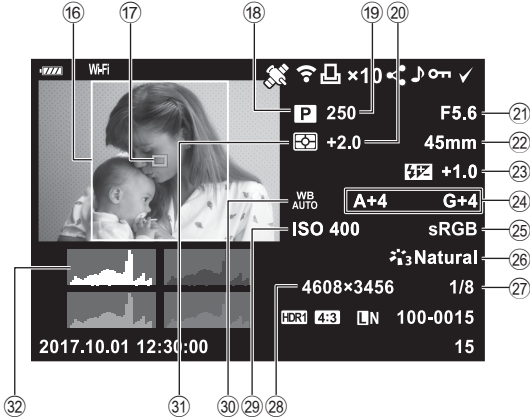 ⑯ ⑰ ⑱ ⑲ ⑳
Wi-Fi ×10
P 250 F5.6 ㉑
+2.0 45mm ㉒
+1.0 ㉓
WB AUTO A+4 G+4 ㉔
ISO 400 sRGB ㉕
3 Natural ㉖
4608×3456 1/8 ㉗
HDR1 4:3 L N 100-0015
2017.10.01 12:30:00 15
㉜ ㉛ ㉚ ㉙ ㉘